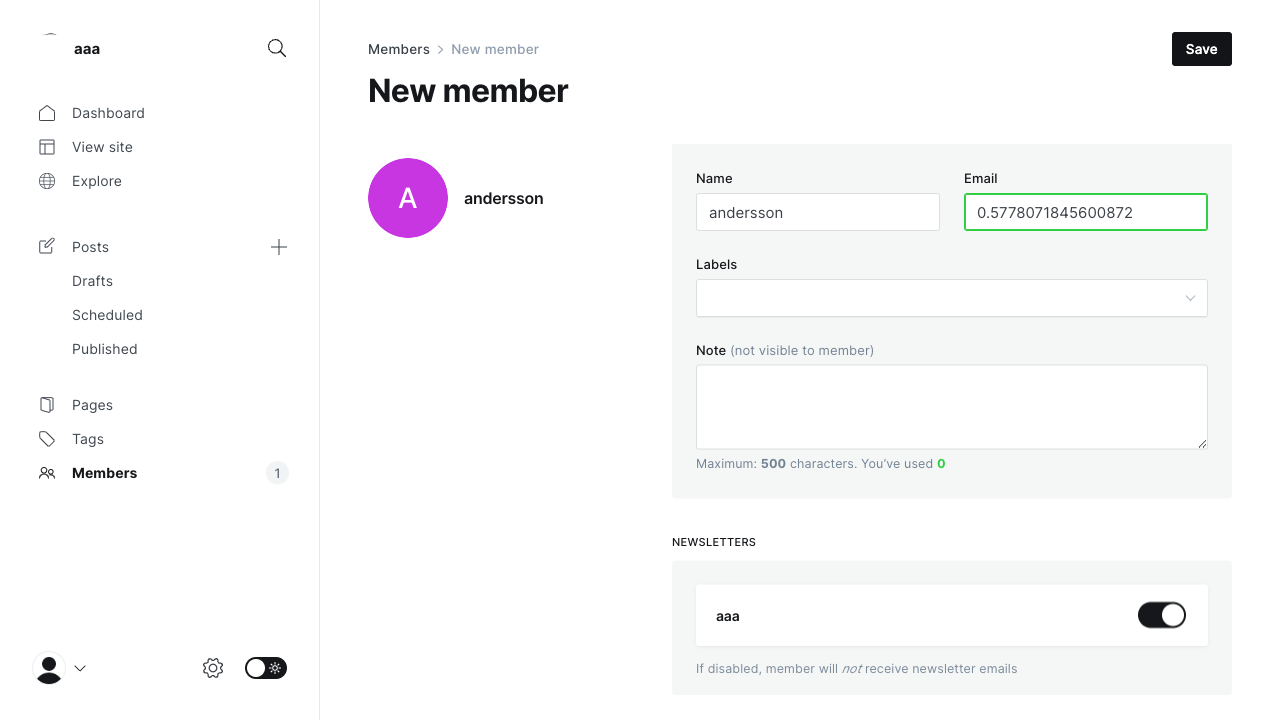 aaa
Dashboard
View site
Explore
Posts
Drafts
Scheduled
Published
Pages
Tags
Members 1
Members > New member
Save
New member
A andersson
Name
andersson
Email
0.5778071845600872
Labels
Note (not visible to member)
Maximum: 500 characters. You've used 0
NEWSLETTERS
aaa
If disabled, member will not receive newsletter emails